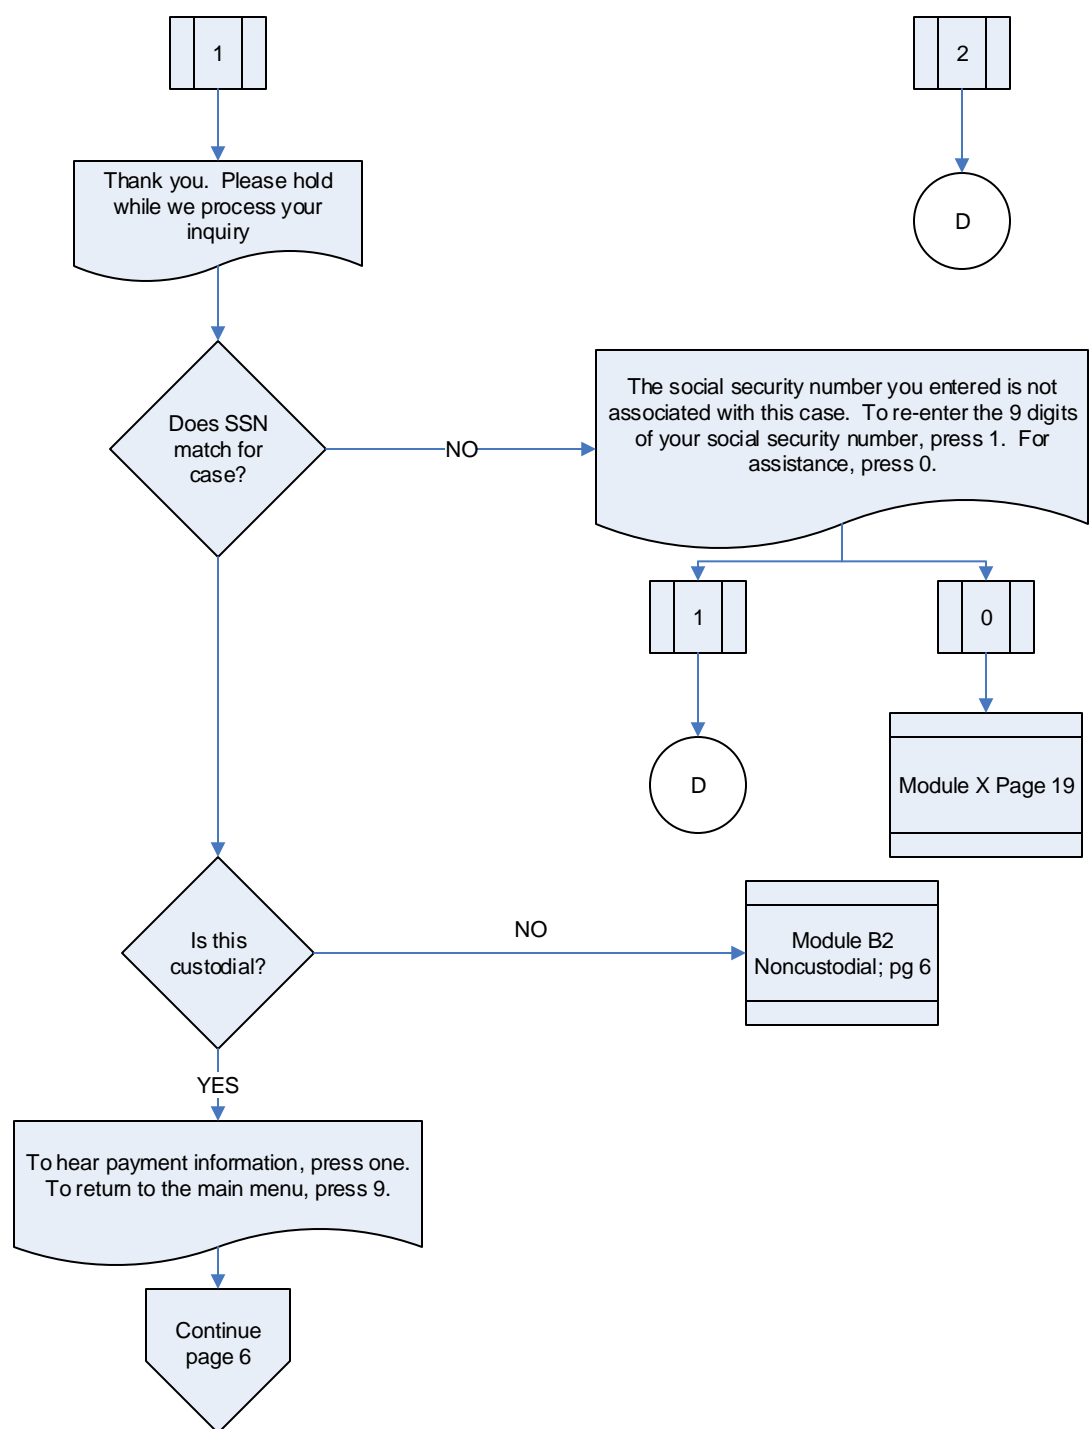 1
2
Thank you.  Please hold
while we process your
inquiry
D
Does SSN
match for
case?
NO
The social security number you entered is not
associated with this case.  To re-enter the 9 digits
of your social security number, press 1.  For
assistance, press 0.
1
0
D
Module X Page 19
Is this
custodial?
NO
Module B2
Noncustodial; pg 6
YES
To hear payment information, press one.
To return to the main menu, press 9.
Continue
page 6